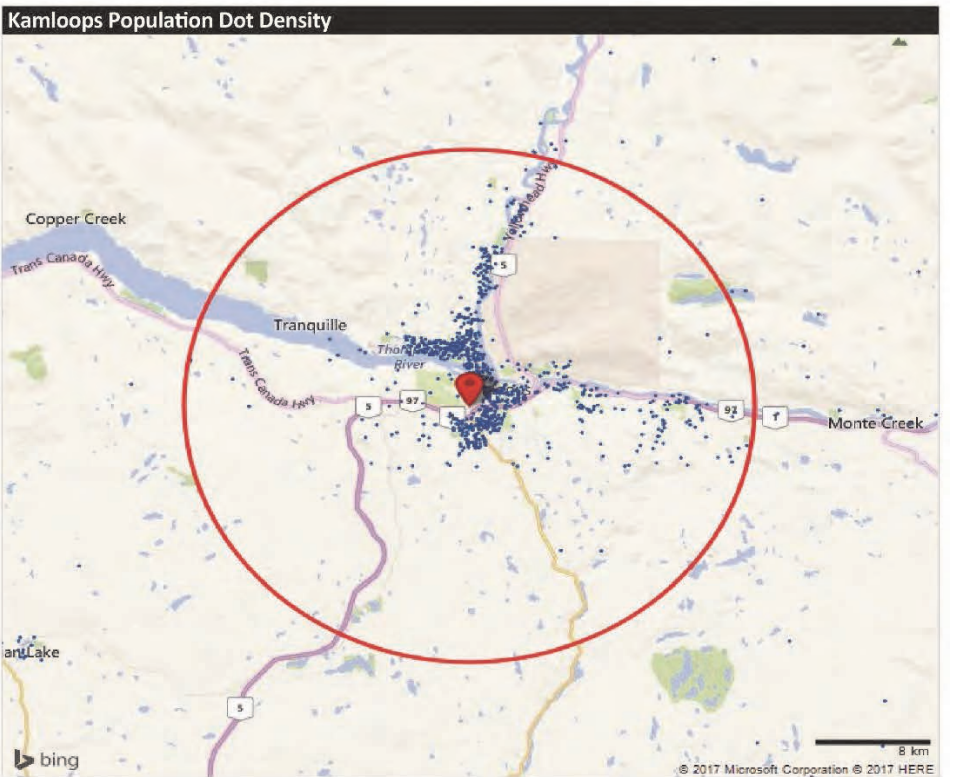 Kamloops Population Dot Density
Copper Creek
Trans Canada Hwy
Yellowhead Hwy
5
Tranquille
River
Trans Canada Hwy
5
97
97
1
Monte Creek
an Lake
5
bing
8 km
© 2017 Microsoft Corporation © 2017 HERE